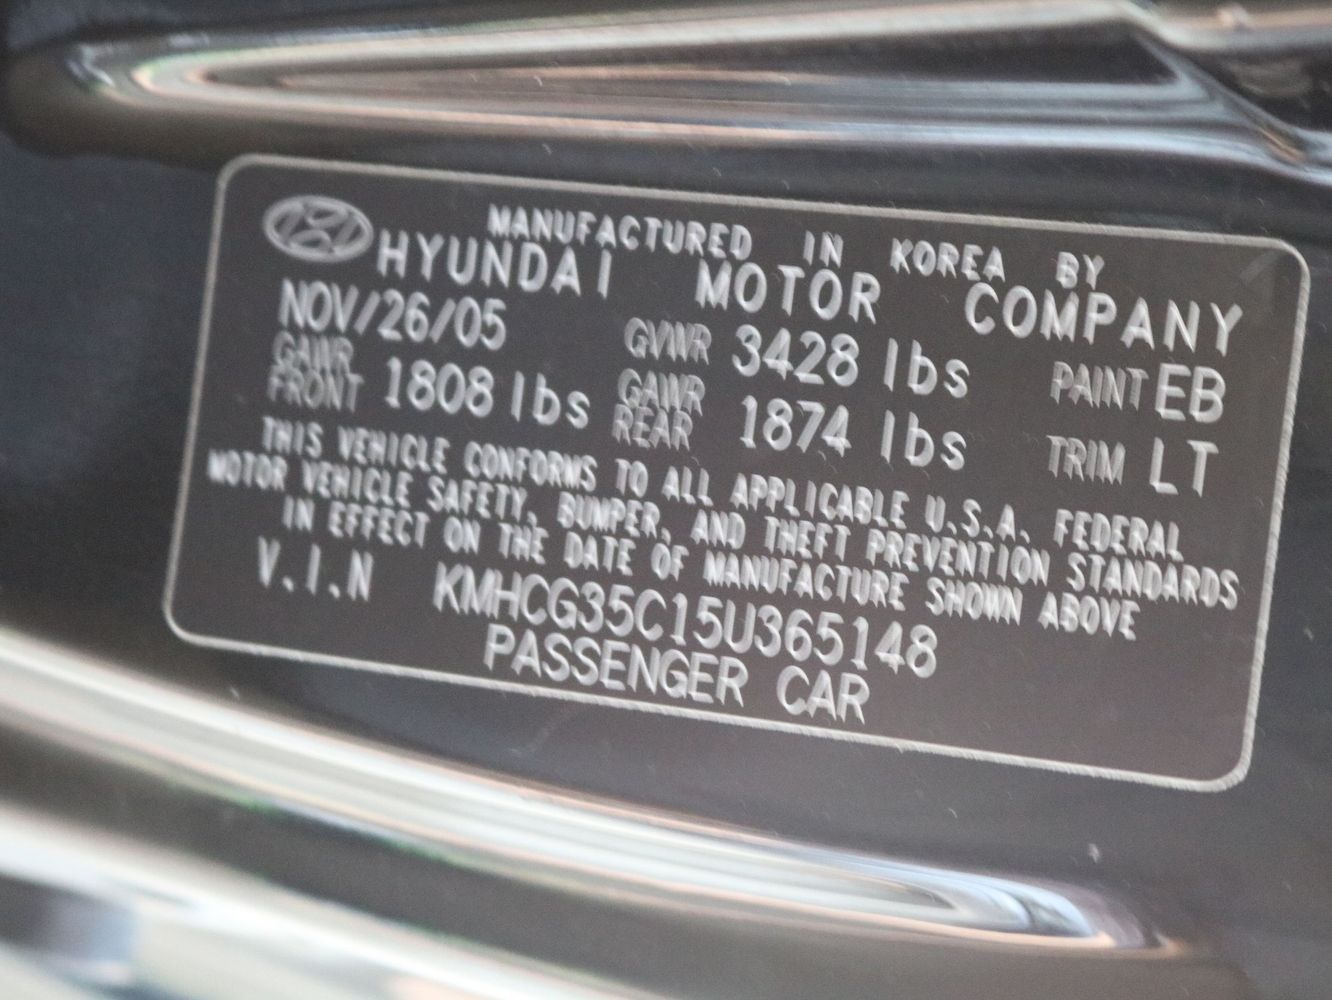 MANUFACTURED IN KOREA BY
HYUNDAI MOTOR COMPANY
NOV/26/05 GVWR 3428 lbs PAINT EB
GAWR FRONT 1808 lbs GAWR REAR 1874 lbs TRIM LT
THIS VEHICLE CONFORMS TO ALL APPLICABLE U.S.A. FEDERAL
MOTOR VEHICLE SAFETY, BUMPER, AND THEFT PREVENTION STANDARDS
IN EFFECT ON THE DATE OF MANUFACTURE SHOWN ABOVE
V.I.N KMHCG35C15U365148
PASSENGER CAR